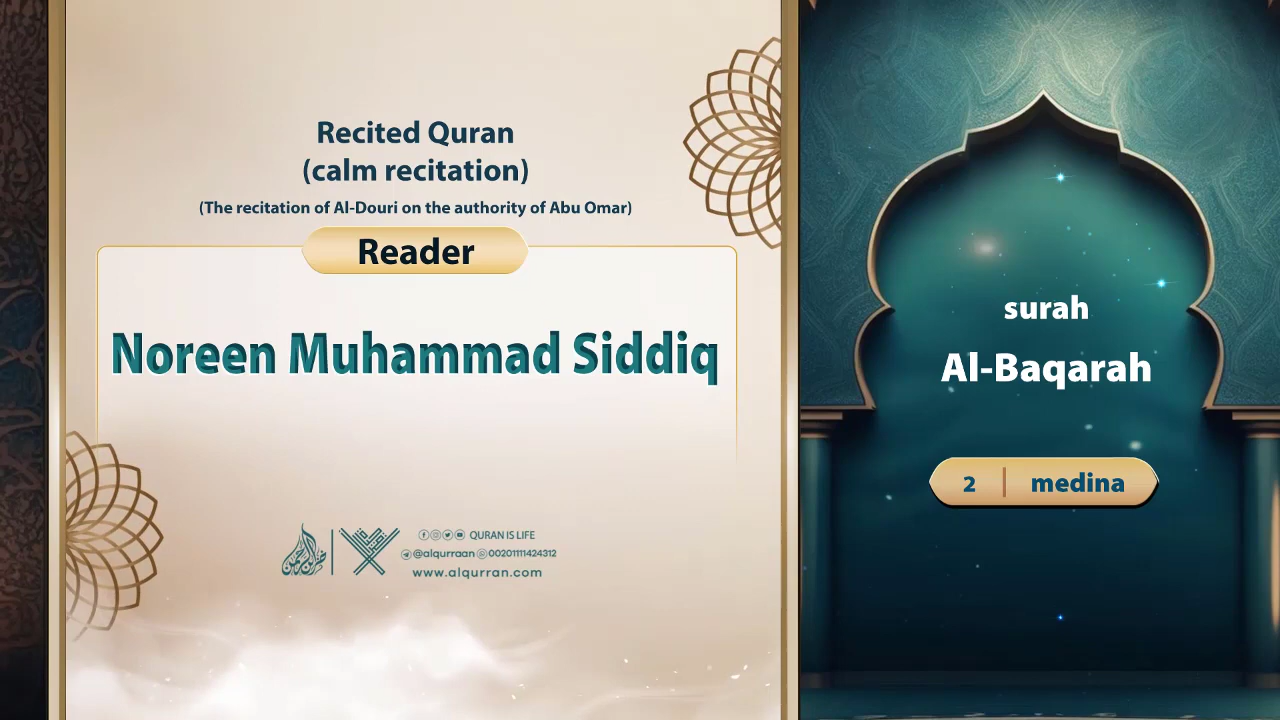 Recited Quran
(calm recitation)
(The recitation of Al-Douri on the authority of Abu Omar)
Reader
Noreen Muhammad Siddiq
QURAN IS LIFE
@alqurraan 00201111424312
www.alqurran.com
surah
Al-Baqarah
2 | medina